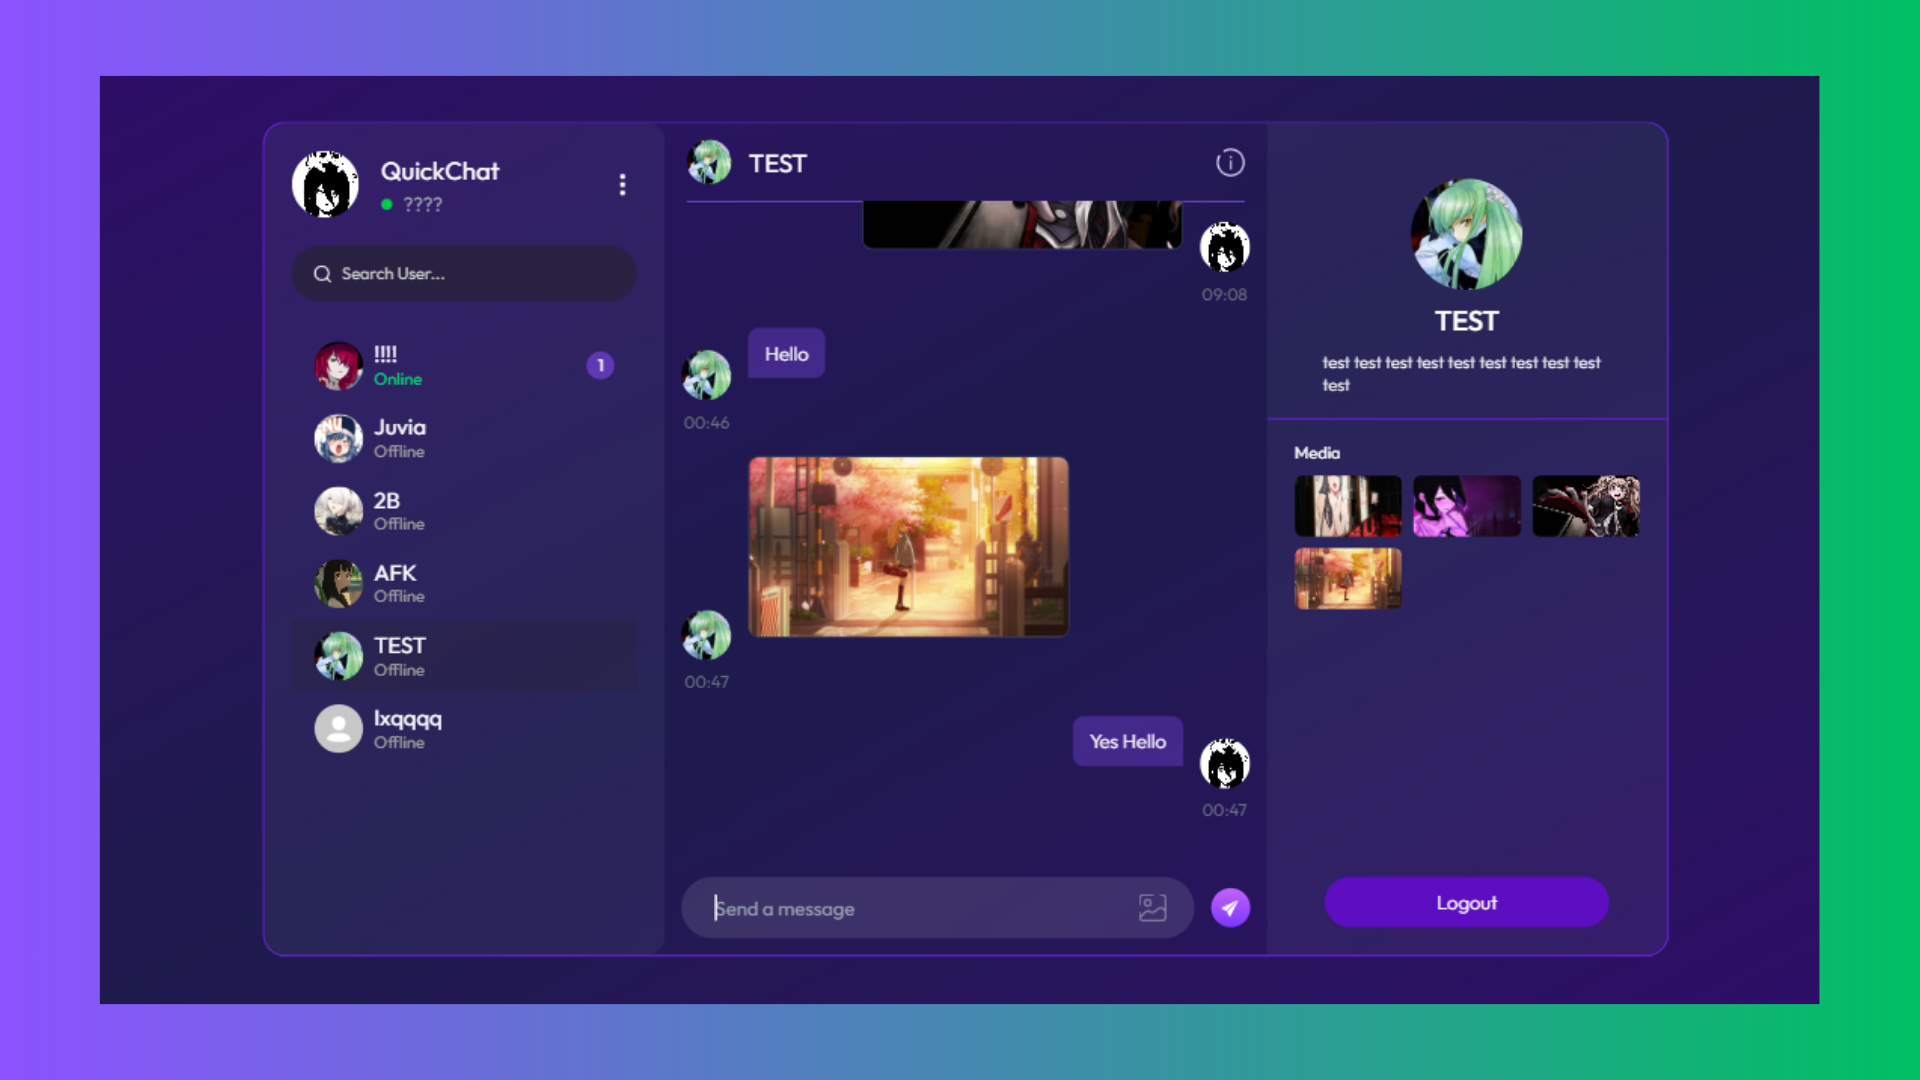 QuickChat
????
Search User...
!!!!
Online
1
Juvia
Offline
2B
Offline
AFK
Offline
TEST
Offline
lxqqqq
Offline
TEST
09:08
Hello
00:46
00:47
Yes Hello
00:47
Send a message
TEST
test test test test test test test test test
test
Media
Logout